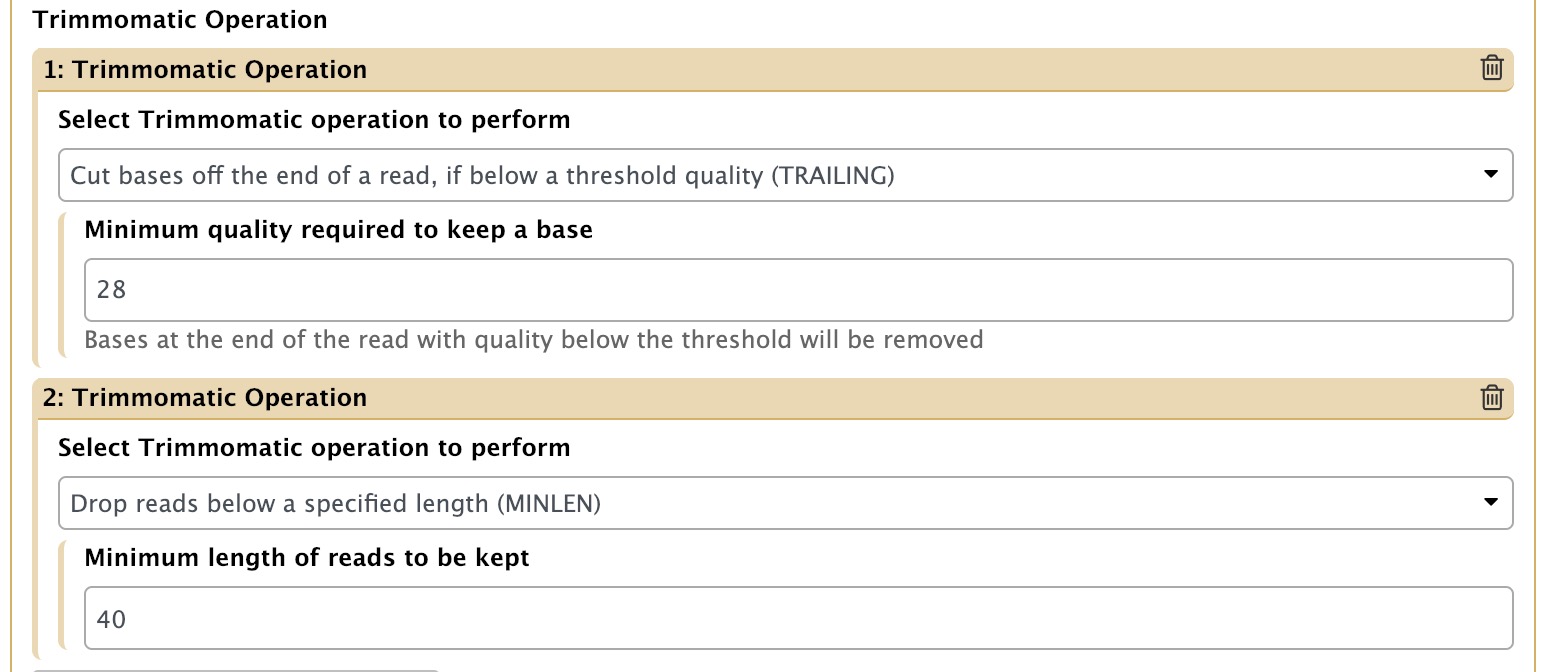 Trimmomatic Operation
1: Trimmomatic Operation
Select Trimmomatic operation to perform
Cut bases off the end of a read, if below a threshold quality (TRAILING)
Minimum quality required to keep a base
28
Bases at the end of the read with quality below the threshold will be removed
2: Trimmomatic Operation
Select Trimmomatic operation to perform
Drop reads below a specified length (MINLEN)
Minimum length of reads to be kept
40